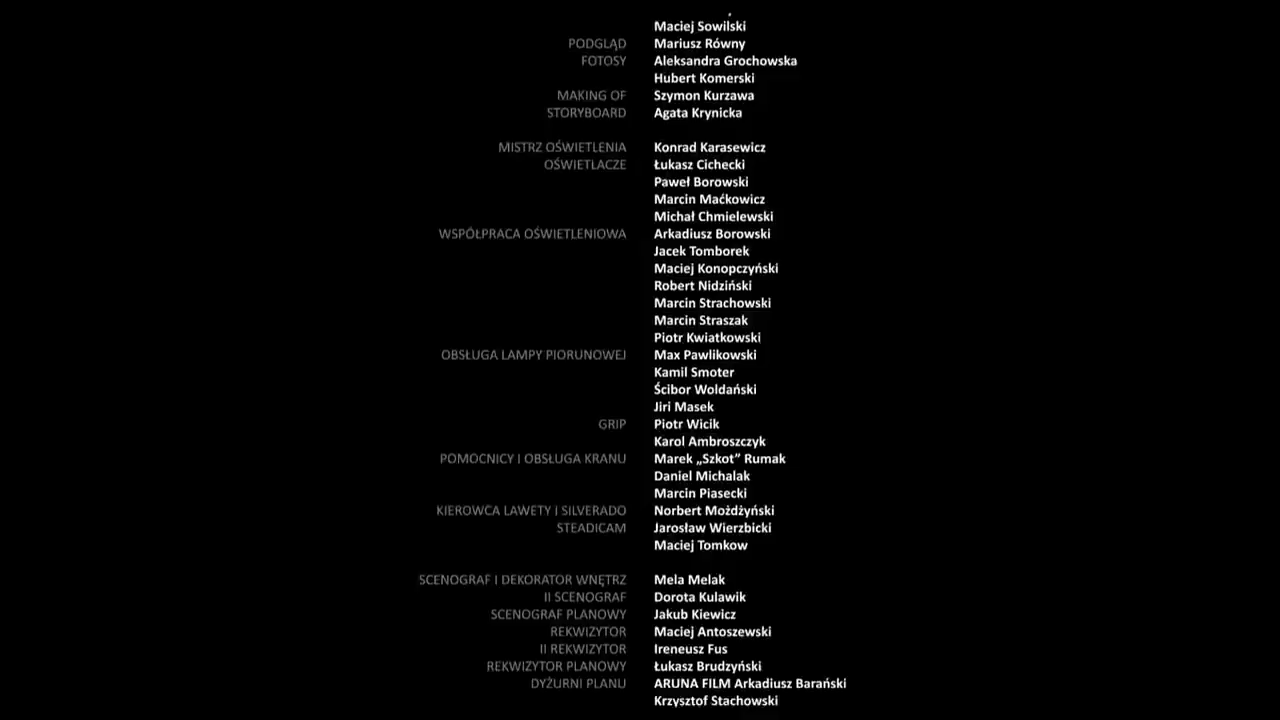 Maciej Sowilski
PODGLĄD Mariusz Równy
FOTOSY Aleksandra Grochowska
Hubert Komerski
MAKING OF Szymon Kurzawa
STORYBOARD Agata Krynicka
MISTRZ OŚWIETLENIA Konrad Karasewicz
OŚWIETLACZE Łukasz Cichecki
Paweł Borowski
Marcin Maćkowicz
Michał Chmielewski
WSPÓŁPRACA OŚWIETLENIOWA Arkadiusz Borowski
Jacek Tomborek
Maciej Konopczyński
Robert Nidziński
Marcin Strachowski
Marcin Straszak
Piotr Kwiatkowski
OBSŁUGA LAMPY PIORUNOWEJ Max Pawlikowski
Kamil Smoter
Ścibor Woldański
Jiri Masek
GRIP Piotr Wicik
Karol Ambroszczyk
POMOCNICY I OBSŁUGA KRANU Marek „Szkot” Rumak
Daniel Michalak
Marcin Piasecki
KIEROWCA LAWETY I SILVERADO Norbert Możdżyński
STEADICAM Jarosław Wierzbicki
Maciej Tomkow
SCENOGRAF I DEKORATOR WNĘTRZ Mela Melak
II SCENOGRAF Dorota Kulawik
SCENOGRAF PLANOWY Jakub Kiewicz
REKWIZYTOR Maciej Antoszewski
II REKWIZYTOR Ireneusz Fus
REKWIZYTOR PLANOWY Łukasz Brudzyński
DYŻURNI PLANU ARUNA FILM Arkadiusz Barański
Krzysztof Stachowski